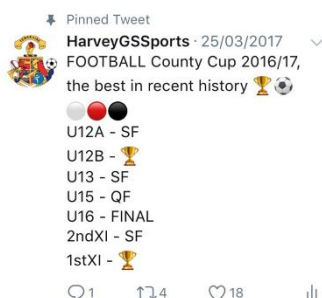 Pinned Tweet
HarveyGSSports · 25/03/2017
FOOTBALL County Cup 2016/17,
the best in recent history 🏆⚽
⚪🔴⚫
U12A - SF
U12B - 🏆
U13 - SF
U15 - QF
U16 - FINAL
2ndXI - SF
1stXI - 🏆
1 4 18